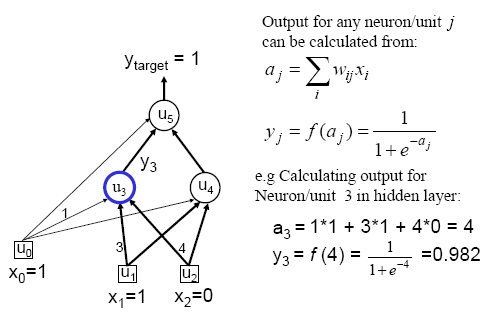 Output for any neuron/unit j
can be calculated from:
a_j = ∑_i w_ij x_i
y_j = f(a_j) = 1/(1+e^(-a_j))
e.g Calculating output for
Neuron/unit 3 in hidden layer:
a₃ = 1*1 + 3*1 + 4*0 = 4
y₃ = f (4) = 1/(1+e^(-4)) =0.982
y_target = 1
u₅
y₃
u₃
u₄
1
u₀
3
4
x₀=1
u₁
u₂
x₁=1
x₂=0